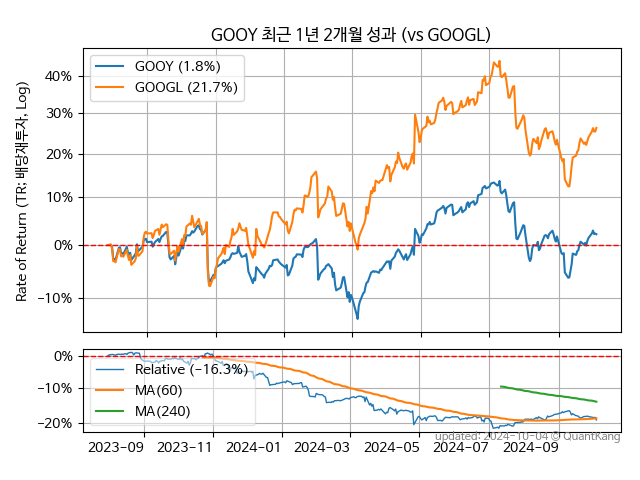 GOOY 최근 1년 2개월 성과 (vs GOOGL)
GOOY (1.8%)
GOOGL (21.7%)
Rate of Return (TR: 배당재투자, Log)
40%
30%
20%
10%
0%
−10%
0%
−10%
−20%
Relative (−16.3%)
MA(60)
MA(240)
updated: 2024-10-04 © QuantKang
2023−09
2023−11
2024−01
2024−03
2024−05
2024−07
2024−09